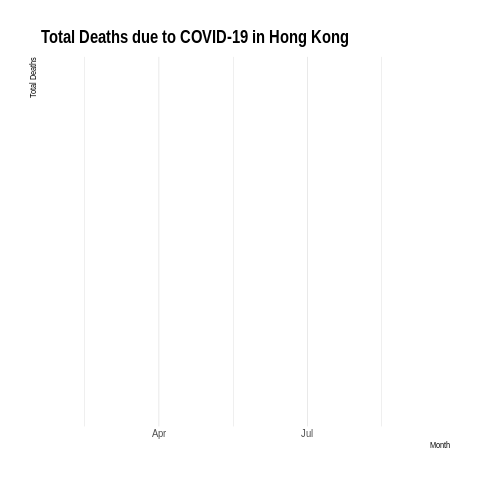 Total Deaths due to COVID-19 in Hong Kong
Total Deaths
Apr
Jul
Month